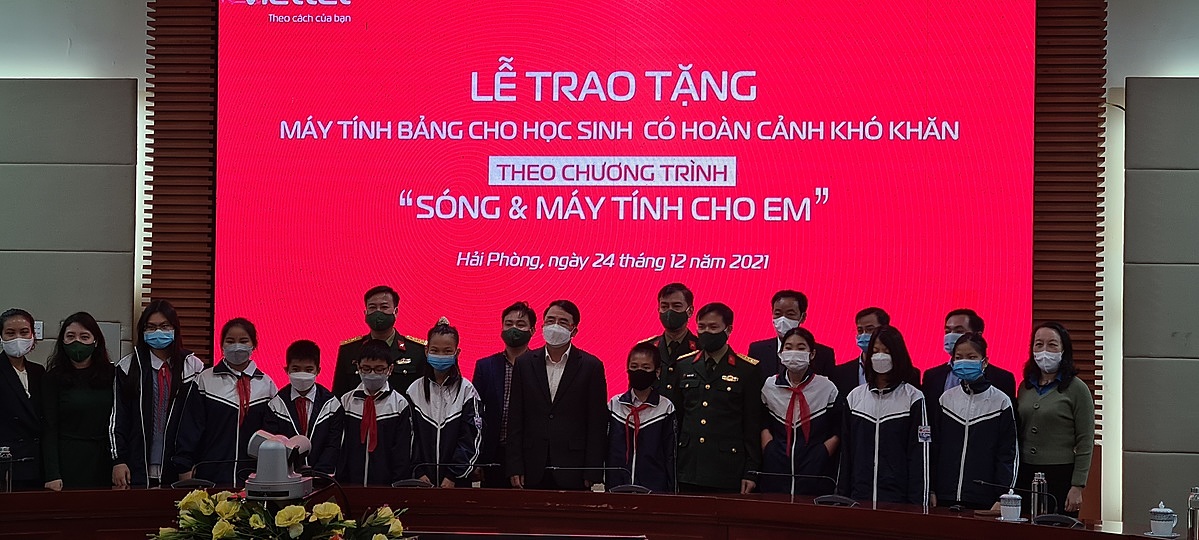 viettel
Theo cách của bạn
LỄ TRAO TẶNG
MÁY TÍNH BẢNG CHO HỌC SINH CÓ HOÀN CẢNH KHÓ KHĂN
THEO CHƯƠNG TRÌNH
“SÓNG & MÁY TÍNH CHO EM”
Hải Phòng, ngày 24 tháng 12 năm 2021